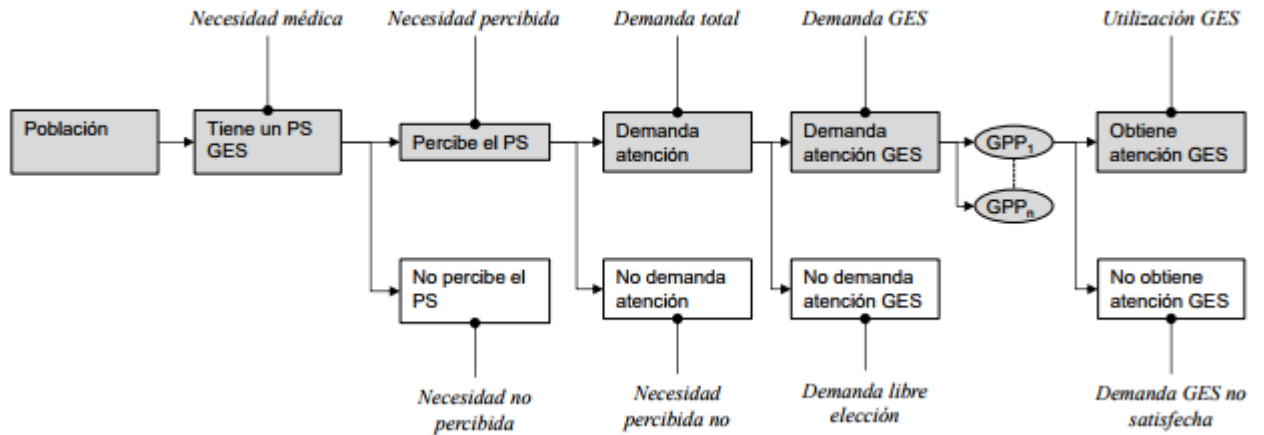 Necesidad médica
Necesidad percibida
Demanda total
Demanda GES
Utilización GES
Población
Tiene un PS
GES
Percibe el PS
Demanda
atención
Demanda
atención GES
GPP1
GPPn
Obtiene
atención GES
No percibe el
PS
No demanda
atención
No demanda
atención GES
No obtiene
atención GES
Necesidad no
percibida
Necesidad
percibida no
Demanda libre
elección
Demanda GES no
satisfecha